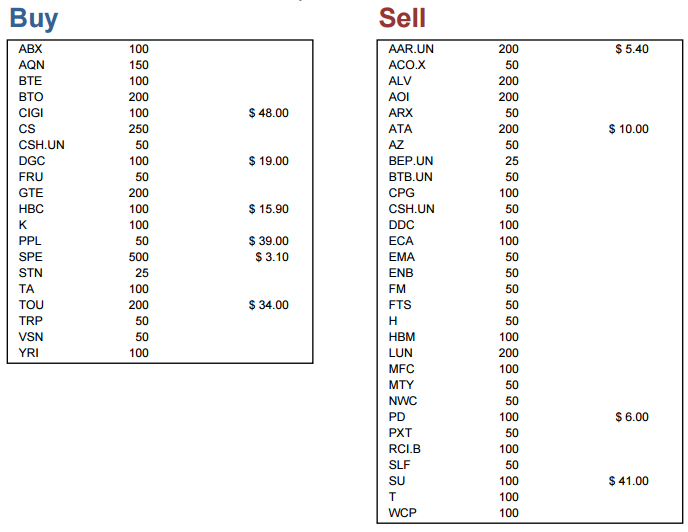 Buy
ABX 100
AQN 150
BTE 100
BTO 200
CIGI 100 $ 48.00
CS 250
CSH.UN 50
DGC 100 $ 19.00
FRU 50
GTE 200
HBC 100 $ 15.90
K 100
PPL 50 $ 39.00
SPE 500 $ 3.10
STN 25
TA 100
TOU 200 $ 34.00
TRP 50
VSN 50
YRI 100
Sell
AAR.UN 200 $ 5.40
ACO.X 50
ALV 200
AOI 200
ARX 50
ATA 200 $ 10.00
AZ 50
BEP.UN 25
BTB.UN 50
CPG 100
CSH.UN 50
DDC 100
ECA 100
EMA 50
ENB 50
FM 50
FTS 50
H 50
HBM 100
LUN 200
MFC 100
MTY 50
NWC 50
PD 100 $ 6.00
PXT 50
RCI.B 100
SLF 50
SU 100 $ 41.00
T 100
WCP 100